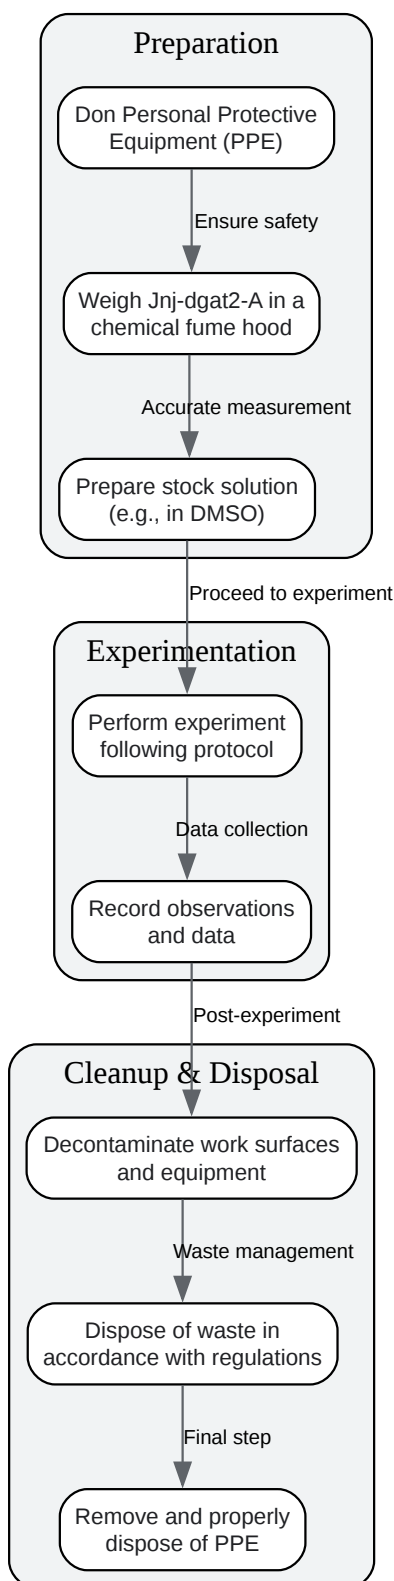 Preparation
Don Personal Protective
Equipment (PPE)
Ensure safety
Weigh Jnj-dgat2-A in a
chemical fume hood
Accurate measurement
Prepare stock solution
(e.g., in DMSO)
Proceed to experiment
Experimentation
Perform experiment
following protocol
Data collection
Record observations
and data
Post-experiment
Cleanup & Disposal
Decontaminate work surfaces
and equipment
Waste management
Dispose of waste in
accordance with regulations
Final step
Remove and properly
dispose of PPE